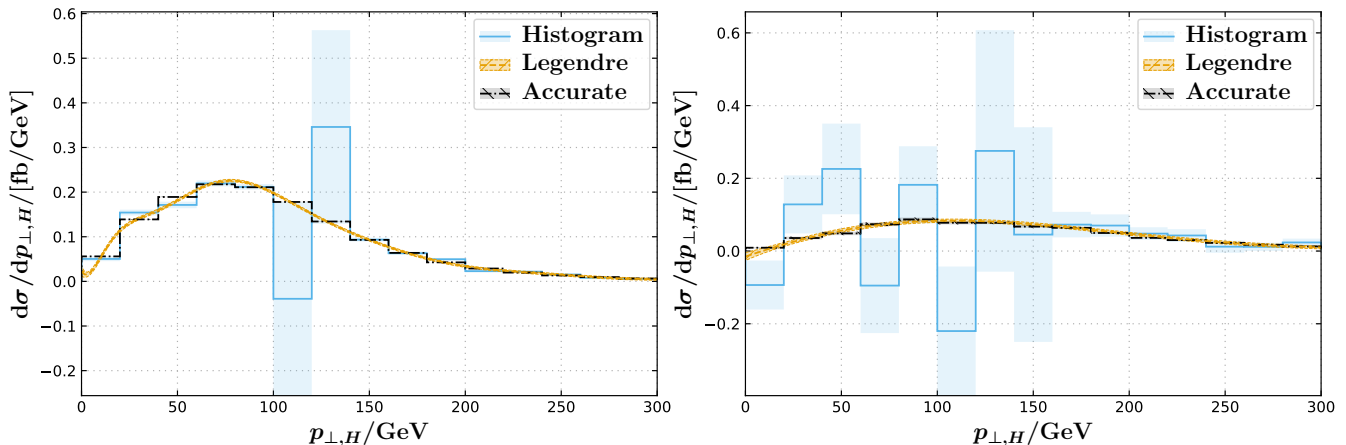 0.6
0.5
0.4
0.3
0.2
0.1
0.0
−0.1
−0.2
dσ/dp⊥,H/[fb/GeV]
Histogram
Legendre
Accurate
0 50 100 150 200 250 300
p⊥,H/GeV
0.6
0.4
0.2
0.0
−0.2
dσ/dp⊥,H/[fb/GeV]
Histogram
Legendre
Accurate
0 50 100 150 200 250 300
p⊥,H/GeV